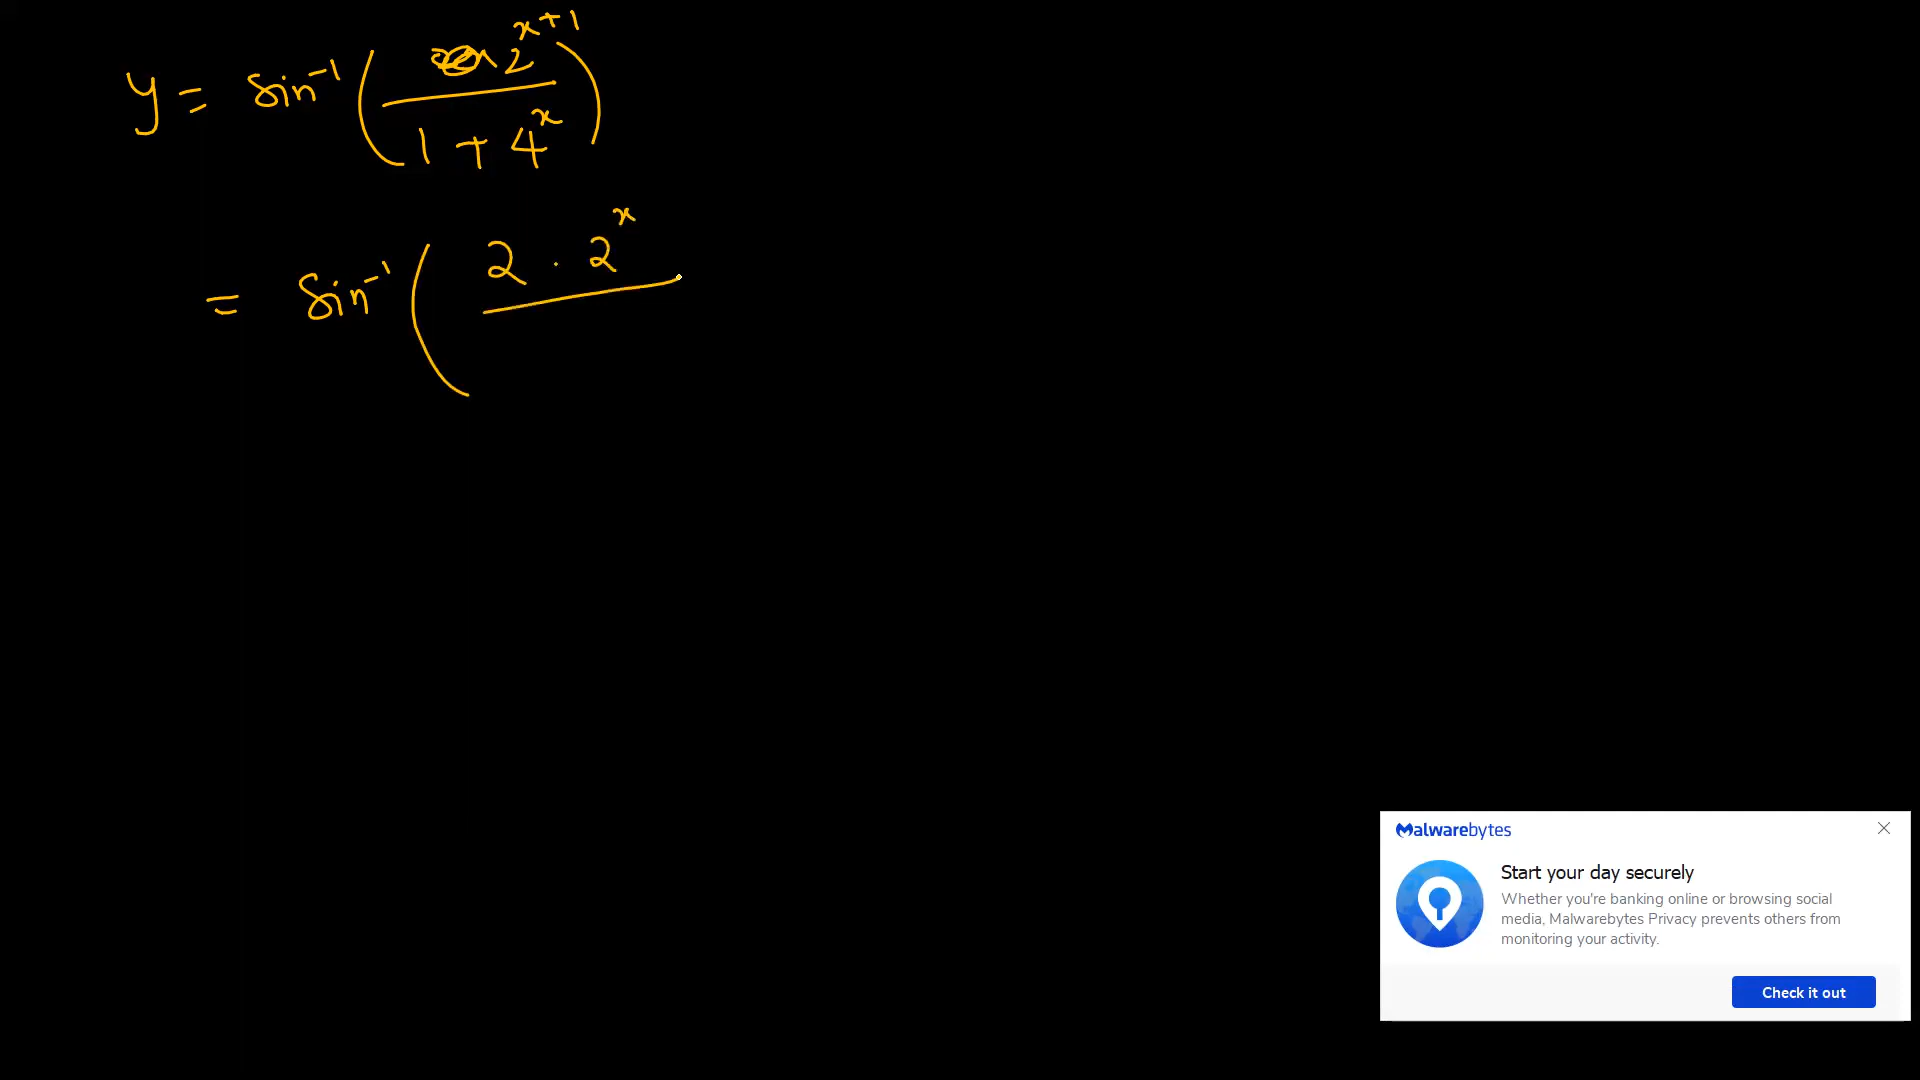 y = sin⁻¹ ( 2^(x+1) / 1 + 4^x )
= sin⁻¹ ( 2 . 2^x
Malwarebytes
Start your day securely
Whether you're banking online or browsing social
media, Malwarebytes Privacy prevents others from
monitoring your activity.
Check it out